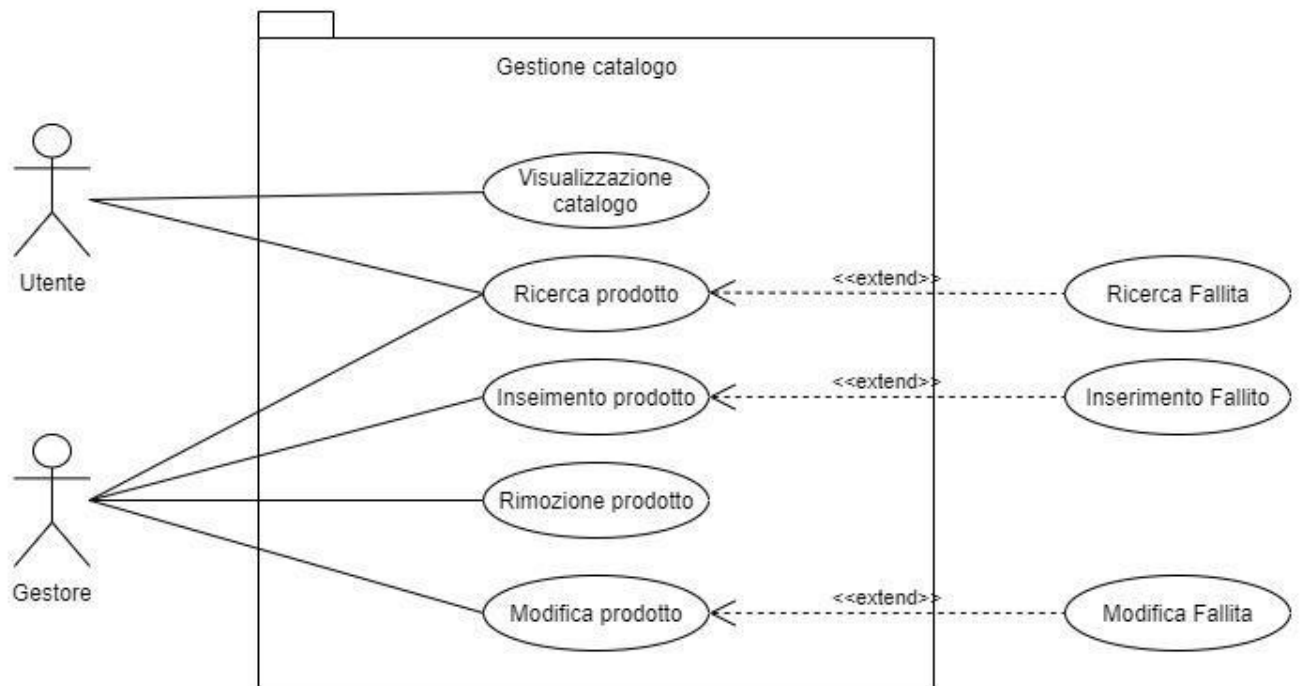 Gestione catalogo
Visualizzazione
catalogo
Utente
Ricerca prodotto
<<extend>>
Ricerca Fallita
Inseimento prodotto
<<extend>>
Inserimento Fallito
Rimozione prodotto
Gestore
Modifica prodotto
<<extend>>
Modifica Fallita